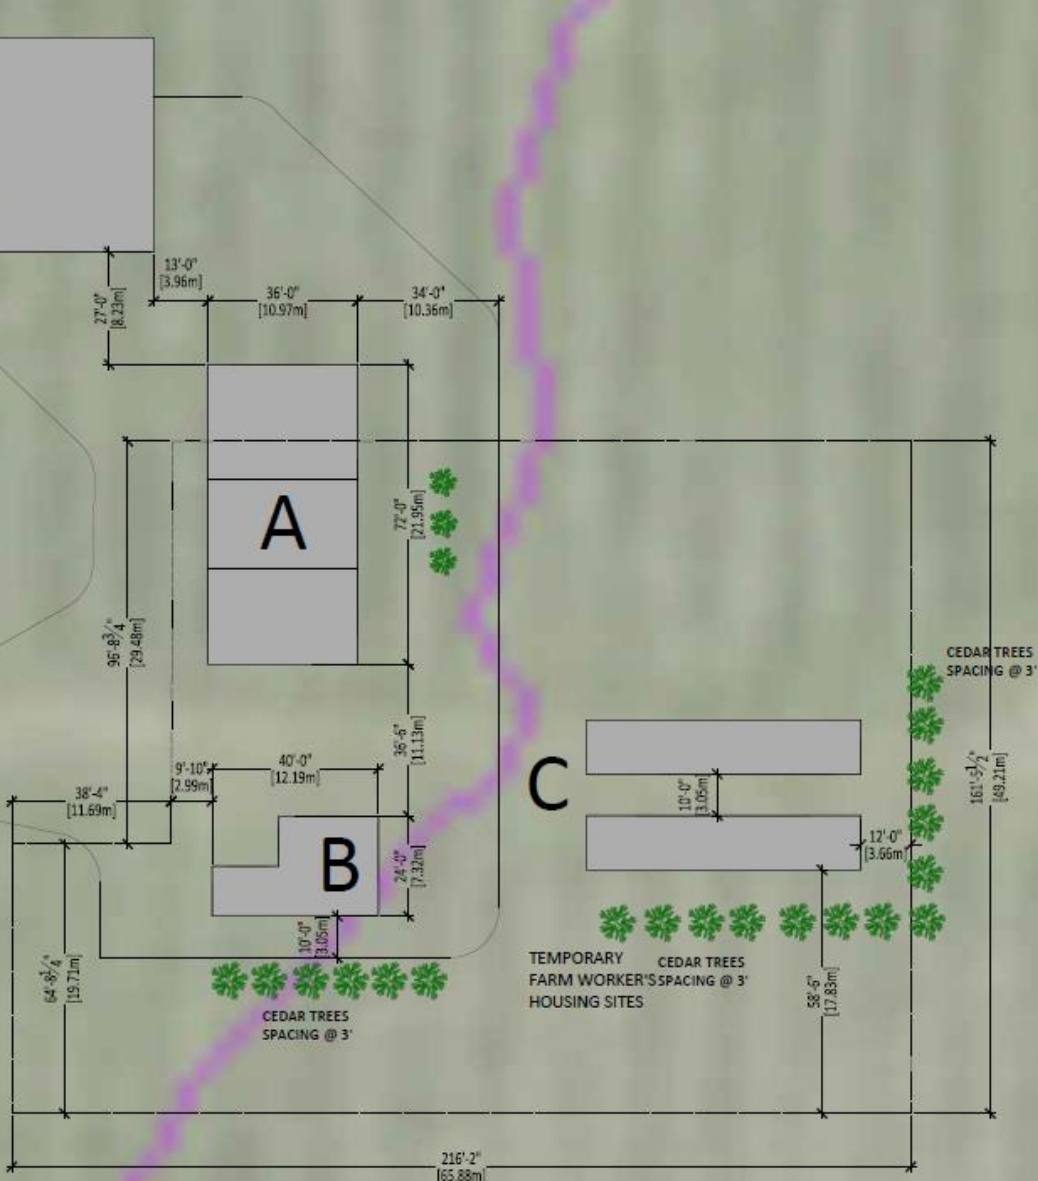 13'-0"
[3.96m]
27'-0"
[8.23m]
36'-0"
[10.97m]
34'-0"
[10.36m]
A
72'-0"
[21.95m]
96'-8 3/4"
[29.48m]
CEDAR TREES
SPACING @ 3'
36'-6"
[11.13m]
9'-10"
[2.99m]
40'-0"
[12.19m]
38'-4"
[11.69m]
C
10'-0"
[3.05m]
161'-5 1/2"
[49.21m]
B
24'-0"
[7.32m]
12'-0"
[3.66m]
10'-0"
[3.05m]
64'-8 1/4"
[19.71m]
TEMPORARY
FARM WORKER'S
HOUSING SITES
CEDAR TREES
SPACING @ 3'
58'-6"
[17.83m]
CEDAR TREES
SPACING @ 3'
216'-2"
[65.88m]